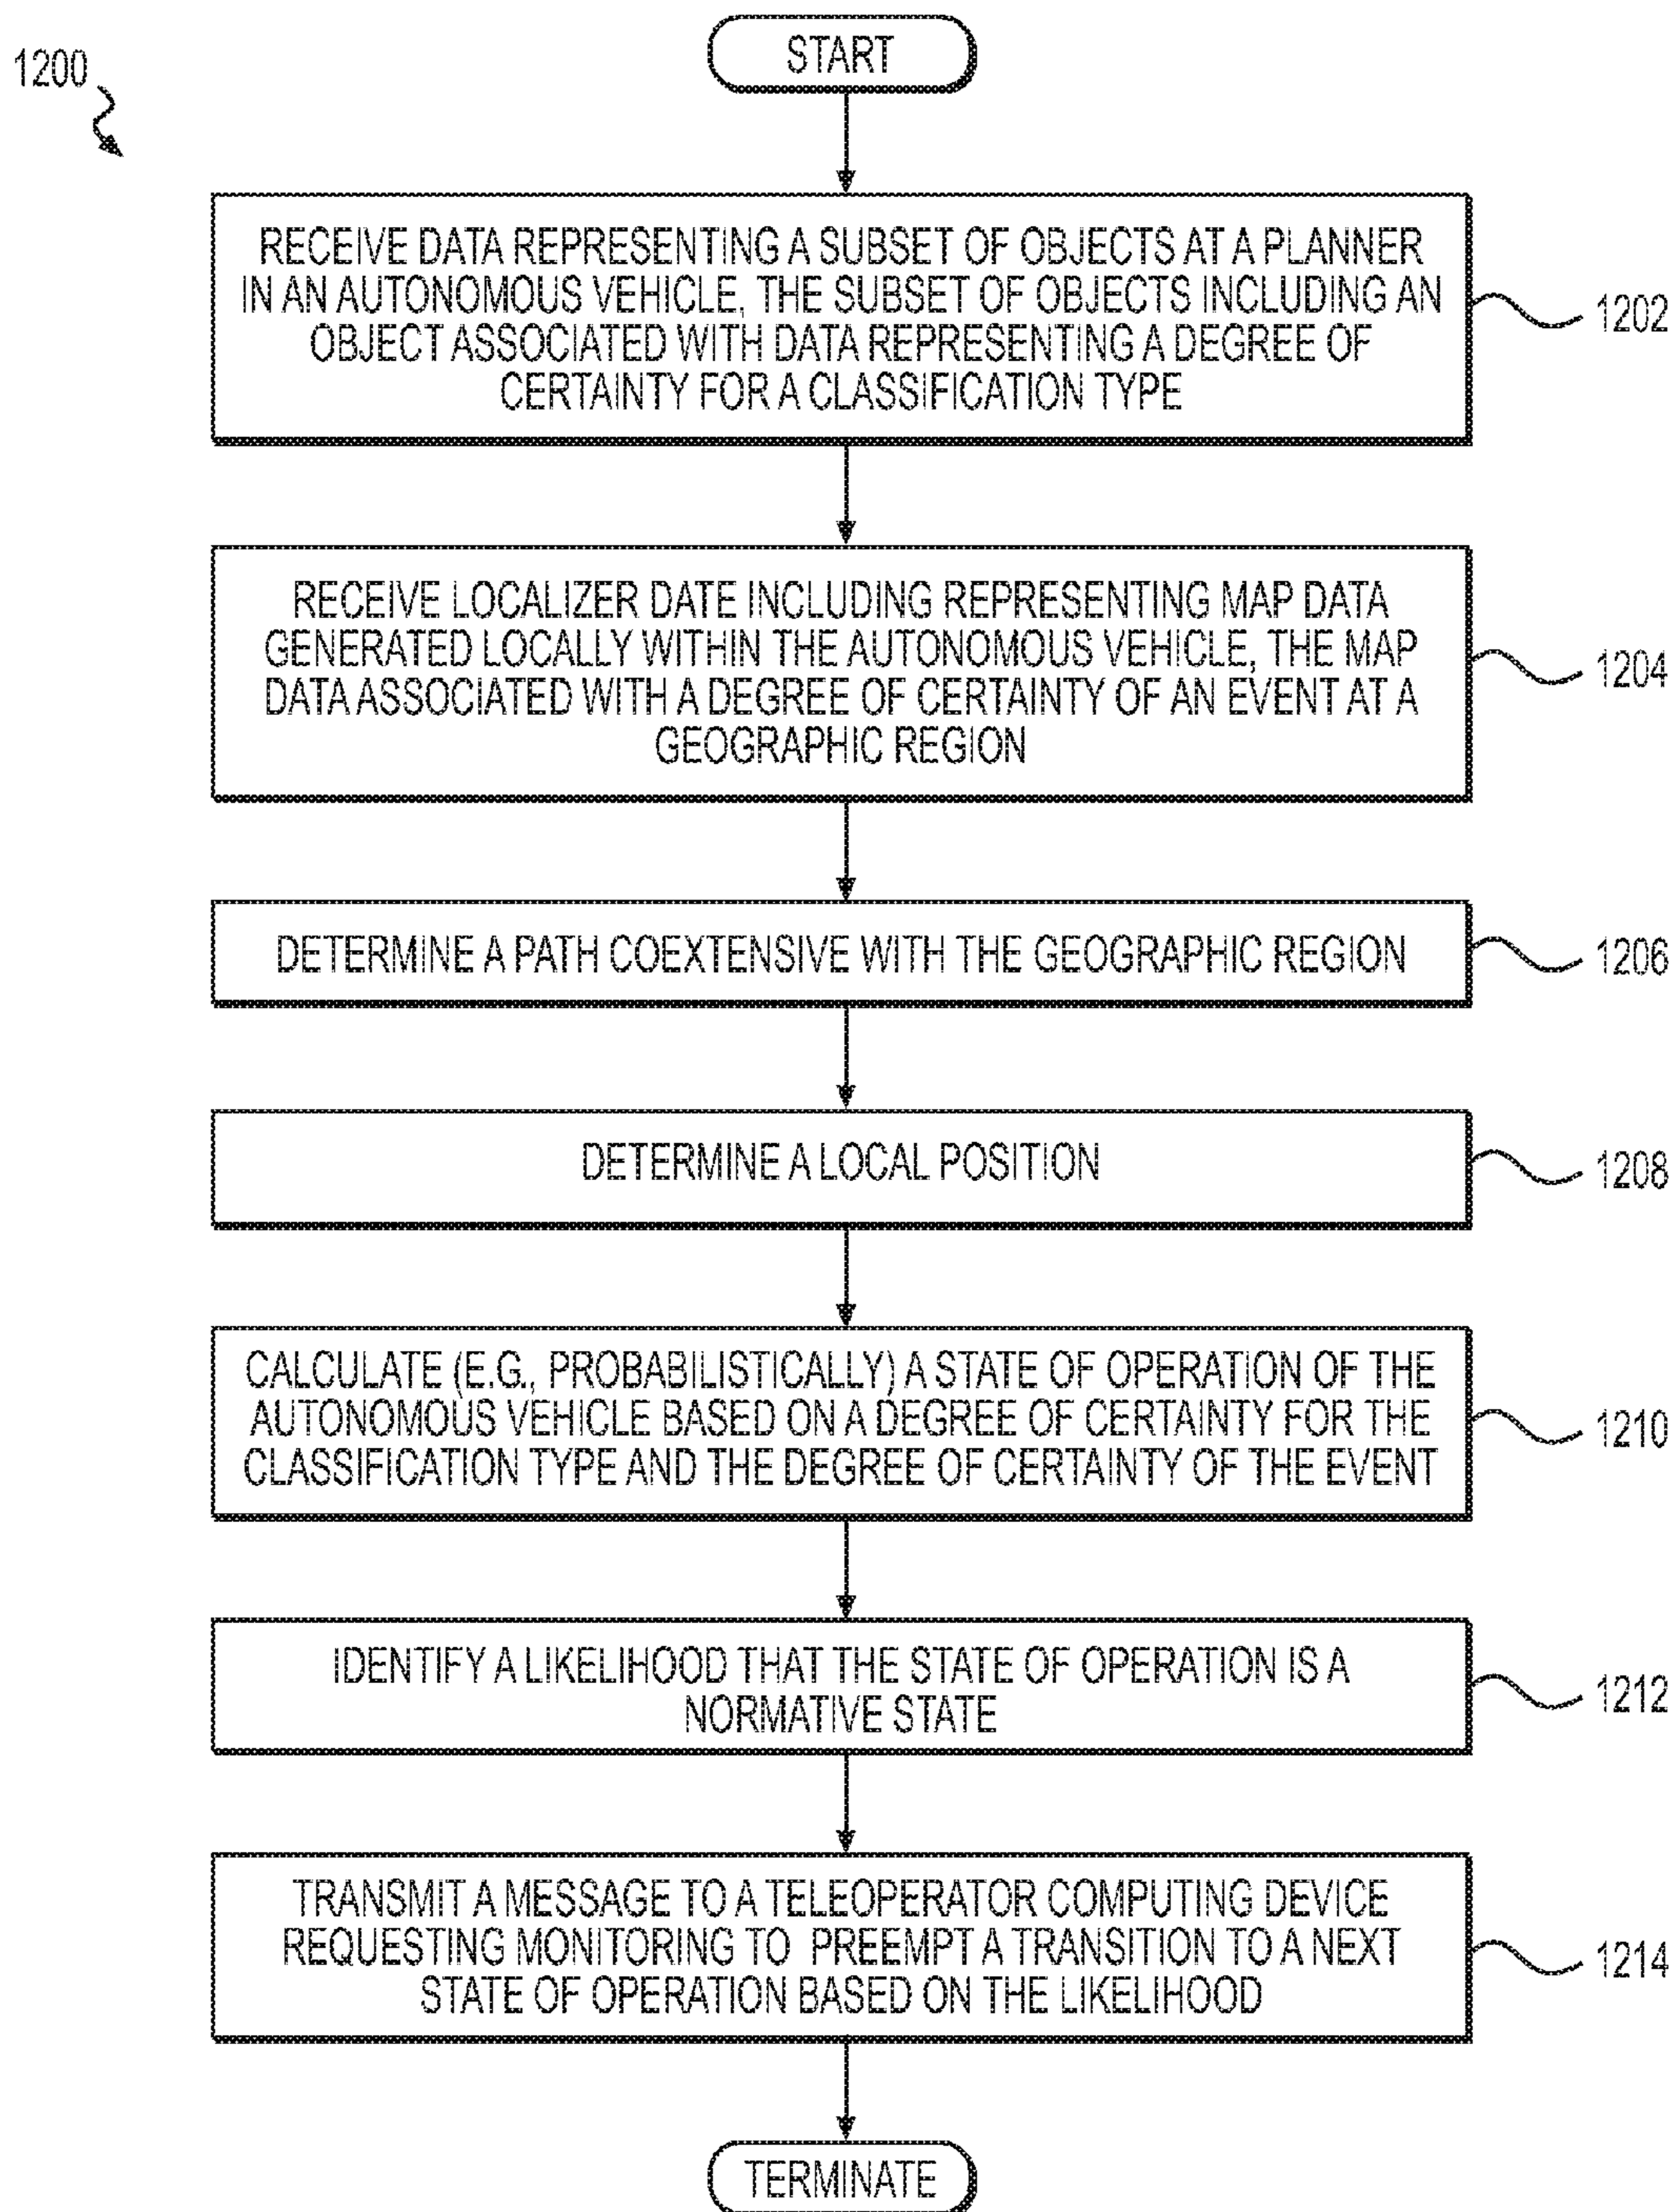 1200
START
RECEIVE DATA REPRESENTING A SUBSET OF OBJECTS AT A PLANNER
IN AN AUTONOMOUS VEHICLE, THE SUBSET OF OBJECTS INCLUDING AN
OBJECT ASSOCIATED WITH DATA REPRESENTING A DEGREE OF
CERTAINTY FOR A CLASSIFICATION TYPE
1202
RECEIVE LOCALIZER DATE INCLUDING REPRESENTING MAP DATA
GENERATED LOCALLY WITHIN THE AUTONOMOUS VEHICLE, THE MAP
DATA ASSOCIATED WITH A DEGREE OF CERTAINTY OF AN EVENT AT A
GEOGRAPHIC REGION
1204
DETERMINE A PATH COEXTENSIVE WITH THE GEOGRAPHIC REGION
1206
DETERMINE A LOCAL POSITION
1208
CALCULATE (E.G., PROBABILISTICALLY) A STATE OF OPERATION OF THE
AUTONOMOUS VEHICLE BASED ON A DEGREE OF CERTAINTY FOR THE
CLASSIFICATION TYPE AND THE DEGREE OF CERTAINTY OF THE EVENT
1210
IDENTIFY A LIKELIHOOD THAT THE STATE OF OPERATION IS A
NORMATIVE STATE
1212
TRANSMIT A MESSAGE TO A TELEOPERATOR COMPUTING DEVICE
REQUESTING MONITORING TO PREEMPT A TRANSITION TO A NEXT
STATE OF OPERATION BASED ON THE LIKELIHOOD
1214
TERMINATE